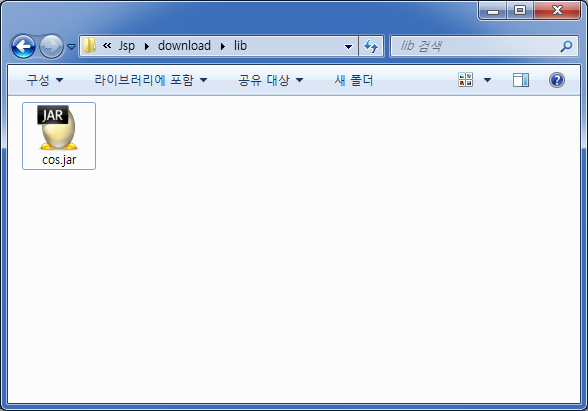 « Jsp ▸ download ▸ lib
lib 검색
구성 ▼ 라이브러리에 포함 ▼ 공유 대상 ▼ 새 폴더
JAR
cos.jar